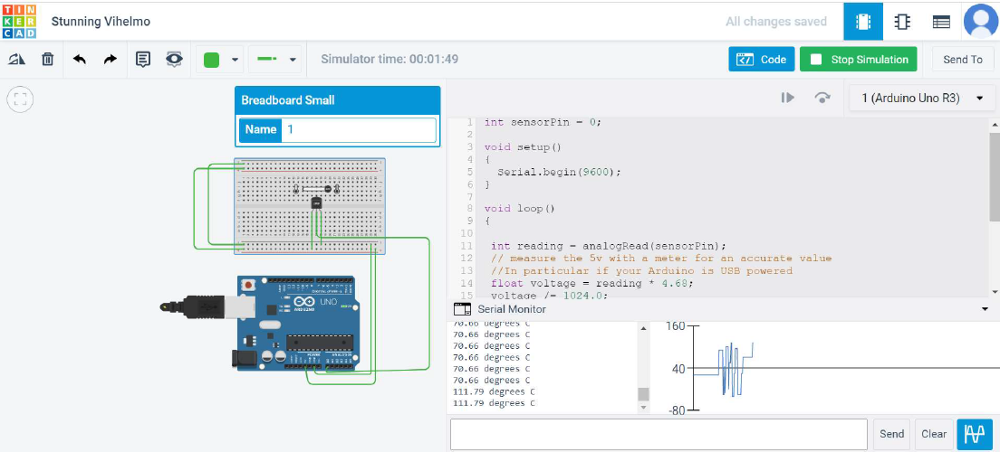 TIN
KER
CAD
Stunning Vihelmo
All changes saved
Simulator time: 00:01:49
Code
Stop Simulation
Send To
1 (Arduino Uno R3)
Breadboard Small
Name 1
1 int sensorPin = 0;
2
3 void setup()
4 {
5 Serial.begin(9600);
6 }
7
8 void loop()
9 {
10
11 int reading = analogRead(sensorPin);
12 // measure the 5v with a meter for an accurate value
13 //In particular if your Arduino is USB powered
14 float voltage = reading * 4.68;
15 voltage /= 1024.0;
UNO
ARDUINO
Serial Monitor
70.66 degrees C
70.66 degrees C
70.66 degrees C
70.66 degrees C
70.66 degrees C
70.66 degrees C
111.79 degrees C
111.79 degrees C
160
40
-80
Send
Clear